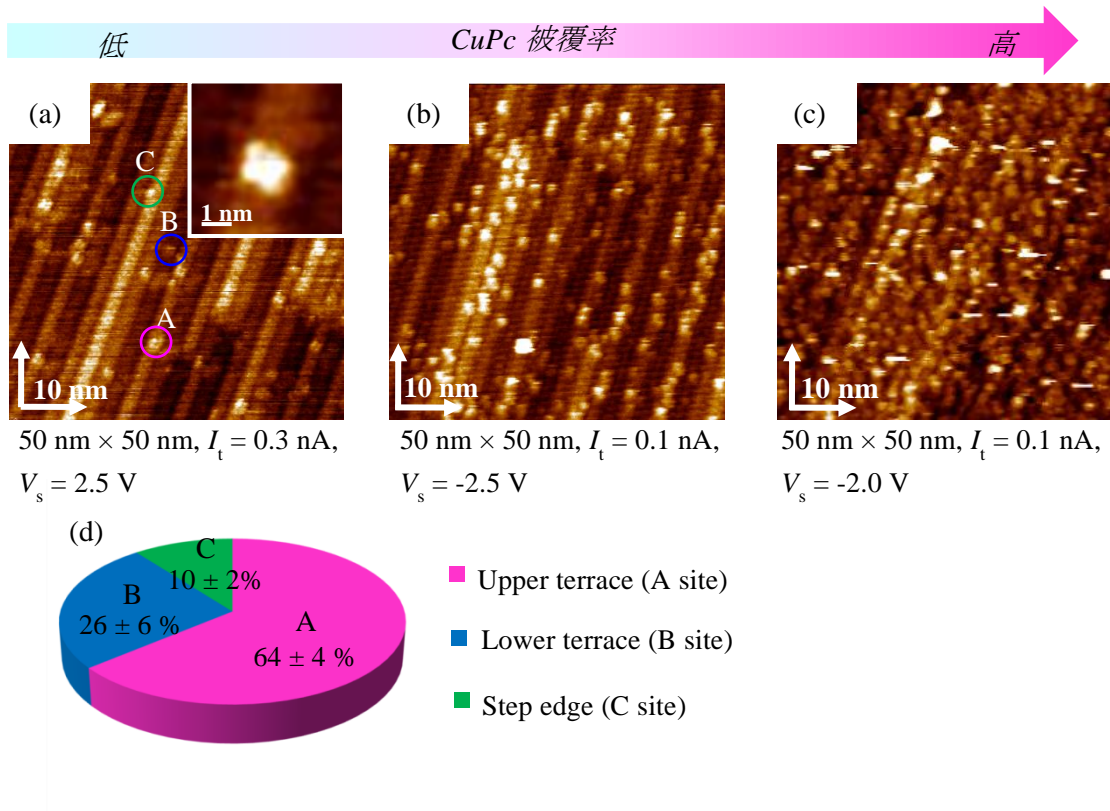 低 CuPc 被覆率 高
(a)
C
B
A
1 nm
10 nm
(b)
10 nm
(c)
10 nm
50 nm × 50 nm, It = 0.3 nA,
Vs = 2.5 V
50 nm × 50 nm, It = 0.1 nA,
Vs = -2.5 V
50 nm × 50 nm, It = 0.1 nA,
Vs = -2.0 V
(d)
C
10 ± 2%
B
26 ± 6 %
A
64 ± 4 %
Upper terrace (A site)
Lower terrace (B site)
Step edge (C site)